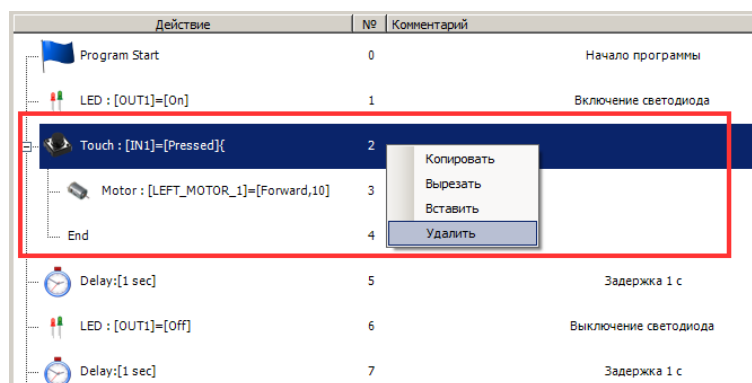 Действие № Комментарий
Program Start 0 Начало программы
LED : [OUT1]=[On] 1 Включение светодиода
Touch : [IN1]=[Pressed]{ 2
Копировать
Motor : [LEFT_MOTOR_1]=[Forward,10] 3
Вырезать
Вставить
End 4
Удалить
Delay:[1 sec] 5 Задержка 1 с
LED : [OUT1]=[Off] 6 Выключение светодиода
Delay:[1 sec] 7 Задержка 1 с